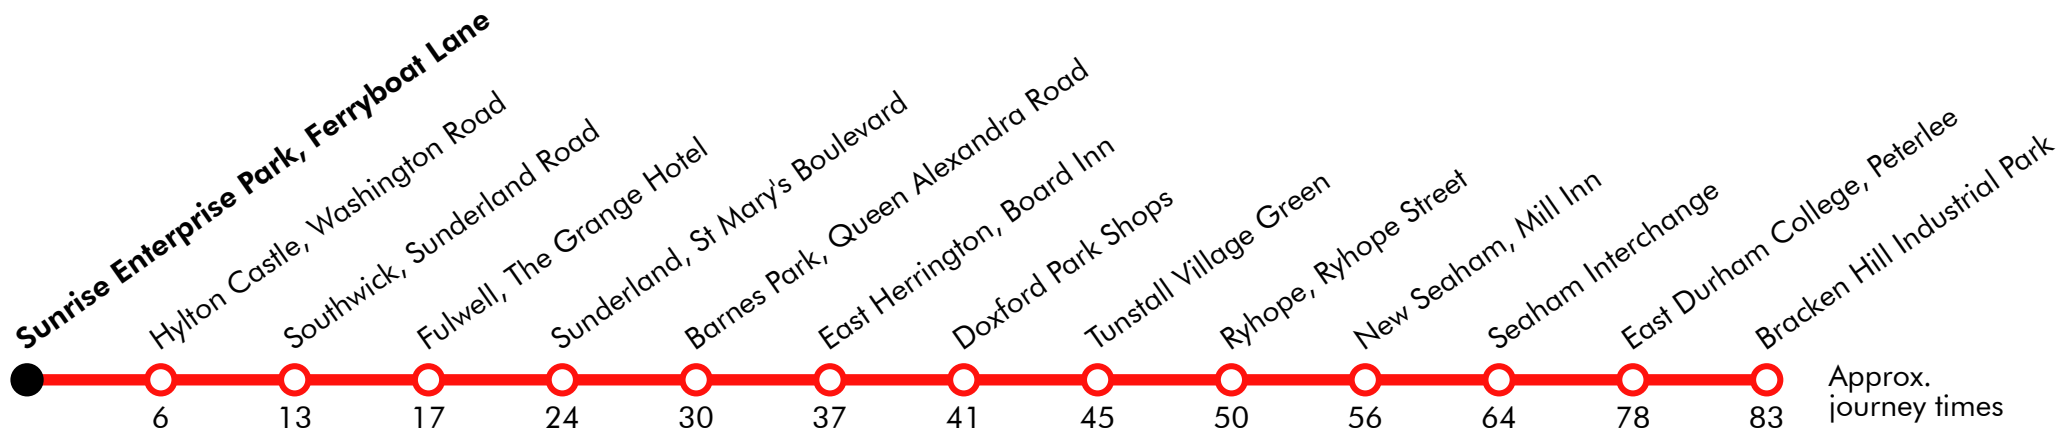 Sunrise Enterprise Park, Ferryboat Lane
Hylton Castle, Washington Road
Southwick, Sunderland Road
Fulwell, The Grange Hotel
Sunderland, St Mary's Boulevard
Barnes Park, Queen Alexandra Road
East Herrington, Board Inn
Doxford Park Shops
Tunstall Village Green
Ryhope, Ryhope Street
New Seaham, Mill Inn
Seaham Interchange
East Durham College, Peterlee
Bracken Hill Industrial Park
6 13 17 24 30 37 41 45 50 56 64 78 83
Approx.
journey times